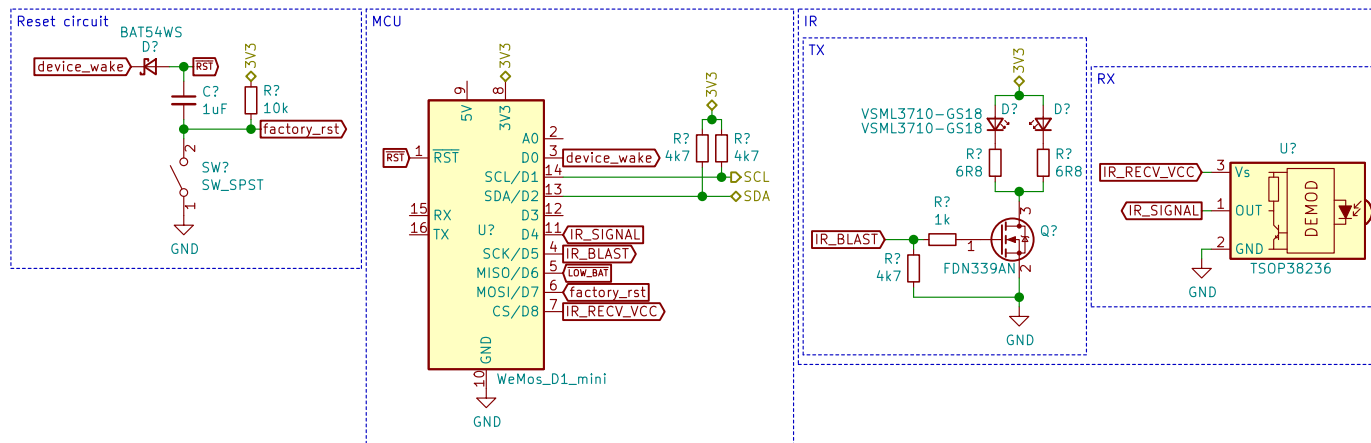 Reset circuit
BAT54WS
D?
device_wake
RST
3V3
C?
1uF
R?
10k
factory_rst
2
SW?
SW_SPST
1
GND
MCU
3V3
9
8
5V
3V3
A0
2
1
RST
RST
D0
3
device_wake
SCL/D1
14
SDA/D2
13
15
RX
D3
12
16
TX
D4
11
IR_SIGNAL
U?
SCK/D5
4
IR_BLAST
MISO/D6
5
LOW_BAT
MOSI/D7
6
factory_rst
CS/D8
7
IR_RECV_VCC
GND
10
WeMos_D1_mini
GND
3V3
R?
4k7
R?
4k7
SCL
SDA
IR
TX
3V3
VSML3710-GS18
VSML3710-GS18
D?
D?
R?
6R8
R?
6R8
R?
1k
3
IR_BLAST
1
Q?
R?
4k7
FDN339AN
2
GND
RX
U?
IR_RECV_VCC
3
Vs
IR_SIGNAL
1
OUT
DEMOD
2
GND
TSOP38236
GND